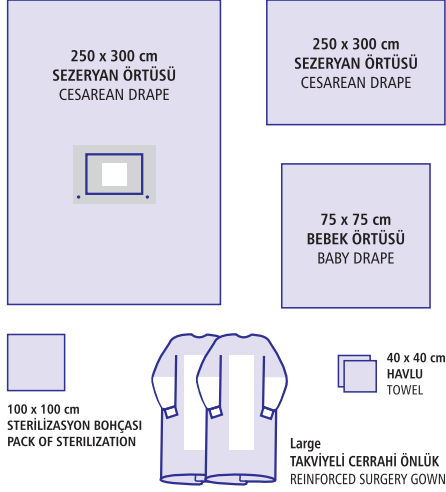 250 x 300 cm
SEZERYAN ÖRTÜSÜ
CESAREAN DRAPE
250 x 300 cm
SEZERYAN ÖRTÜSÜ
CESAREAN DRAPE
75 x 75 cm
BEBEK ÖRTÜSÜ
BABY DRAPE
100 x 100 cm
STERİLİZASYON BOHÇASI
PACK OF STERILIZATION
40 x 40 cm
HAVLU
TOWEL
Large
TAKVİYELİ CERRAHİ ÖNLÜK
REINFORCED SURGERY GOWN